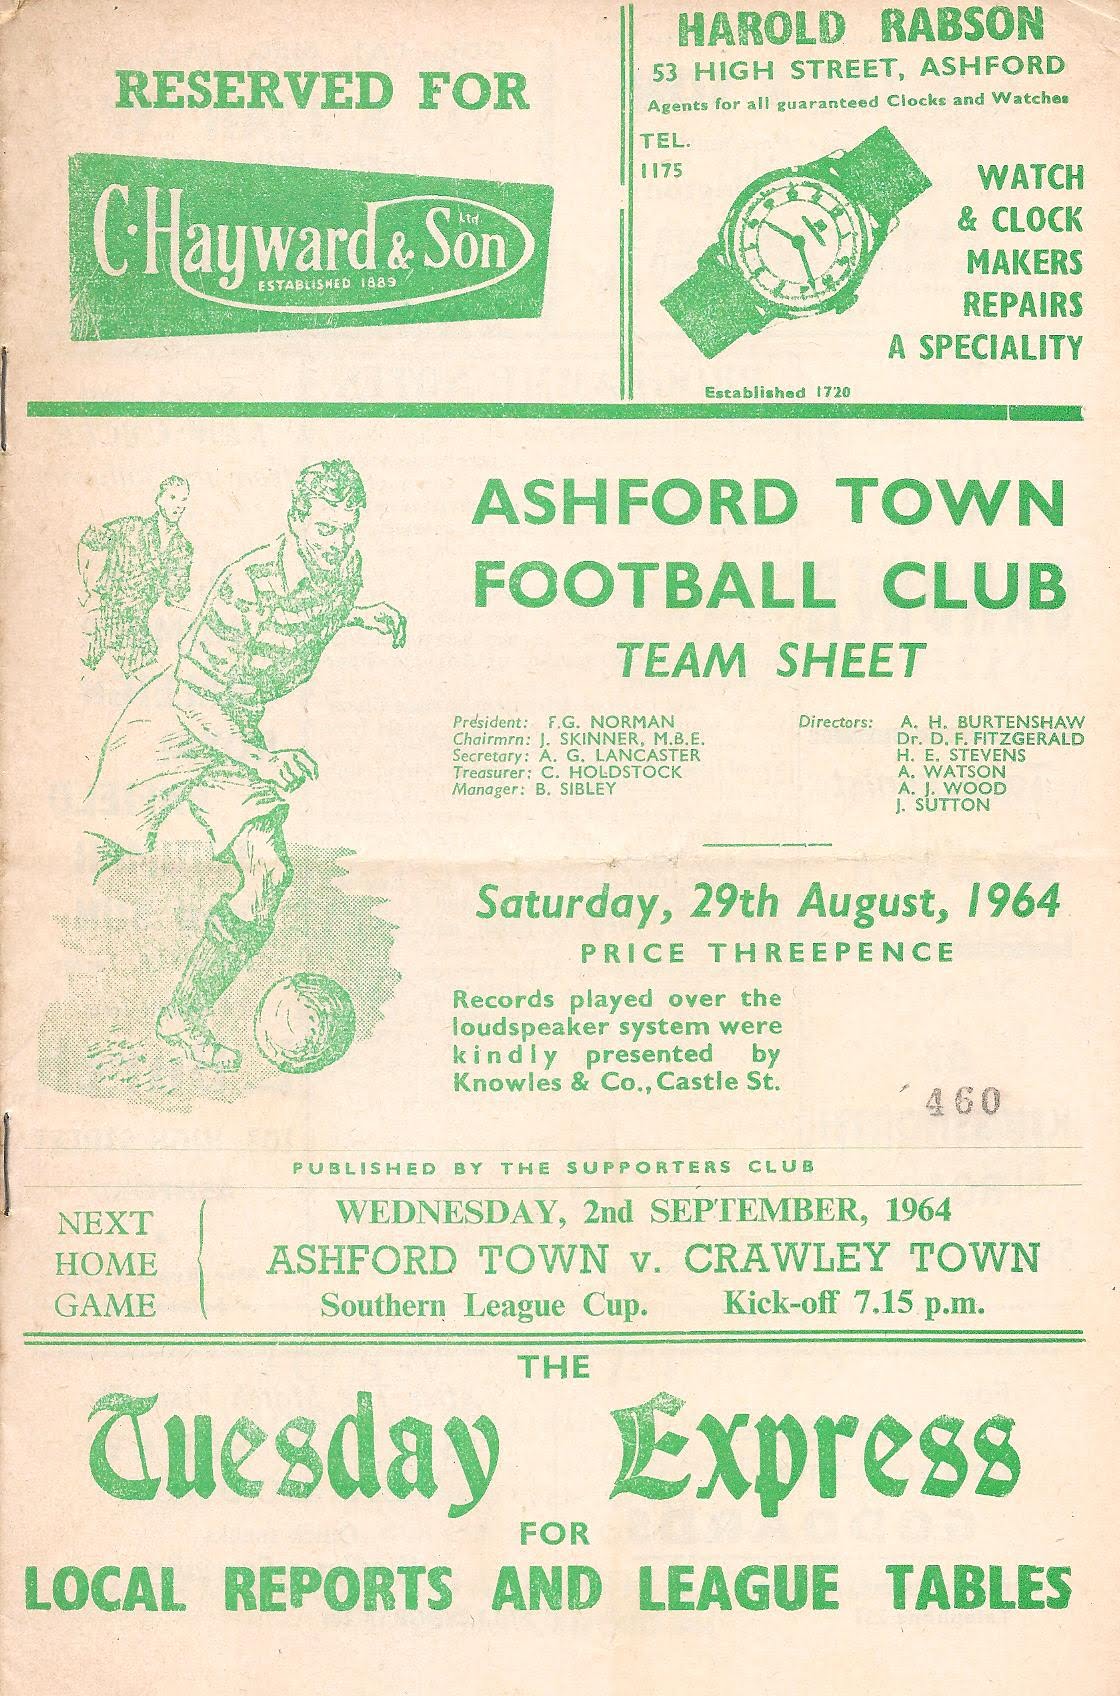 RESERVED FOR
C. Hayward & Son Ltd.
ESTABLISHED 1889
HAROLD RABSON
53 HIGH STREET, ASHFORD
Agents for all guaranteed Clocks and Watches
TEL.
1175
WATCH
& CLOCK
MAKERS
REPAIRS
A SPECIALITY
Established 1720
ASHFORD TOWN
FOOTBALL CLUB
TEAM SHEET
President: F.G. NORMAN
Chairmrn: J. SKINNER, M.B.E.
Secretary: A. G. LANCASTER
Treasurer: C. HOLDSTOCK
Manager: B. SIBLEY
Directors: A. H. BURTENSHAW
Dr. D. F. FITZGERALD
H. E. STEVENS
A. WATSON
A. J. WOOD
J. SUTTON
Saturday, 29th August, 1964
PRICE THREEPENCE
Records played over the
loudspeaker system were
kindly presented by
Knowles & Co., Castle St.
460
PUBLISHED BY THE SUPPORTERS CLUB
NEXT
HOME
GAME
WEDNESDAY, 2nd SEPTEMBER, 1964
ASHFORD TOWN v. CRAWLEY TOWN
Southern League Cup. Kick-off 7.15 p.m.
THE
Tuesday Express
FOR
LOCAL REPORTS AND LEAGUE TABLES